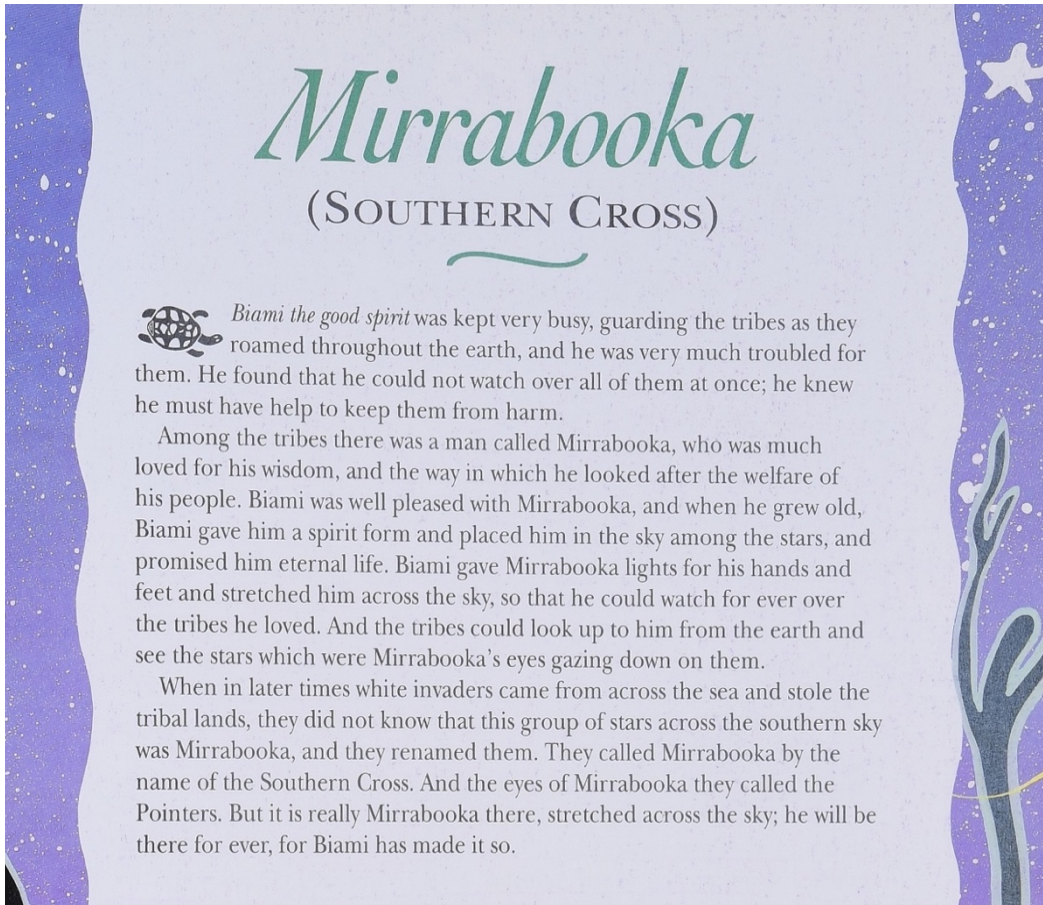 Mirrabooka
(SOUTHERN CROSS)
Biami the good spirit was kept very busy, guarding the tribes as they
roamed throughout the earth, and he was very much troubled for
them. He found that he could not watch over all of them at once; he knew
he must have help to keep them from harm.
Among the tribes there was a man called Mirrabooka, who was much
loved for his wisdom, and the way in which he looked after the welfare of
his people. Biami was well pleased with Mirrabooka, and when he grew old,
Biami gave him a spirit form and placed him in the sky among the stars, and
promised him eternal life. Biami gave Mirrabooka lights for his hands and
feet and stretched him across the sky, so that he could watch for ever over
the tribes he loved. And the tribes could look up to him from the earth and
see the stars which were Mirrabooka's eyes gazing down on them.
When in later times white invaders came from across the sea and stole the
tribal lands, they did not know that this group of stars across the southern sky
was Mirrabooka, and they renamed them. They called Mirrabooka by the
name of the Southern Cross. And the eyes of Mirrabooka they called the
Pointers. But it is really Mirrabooka there, stretched across the sky; he will be
there for ever, for Biami has made it so.